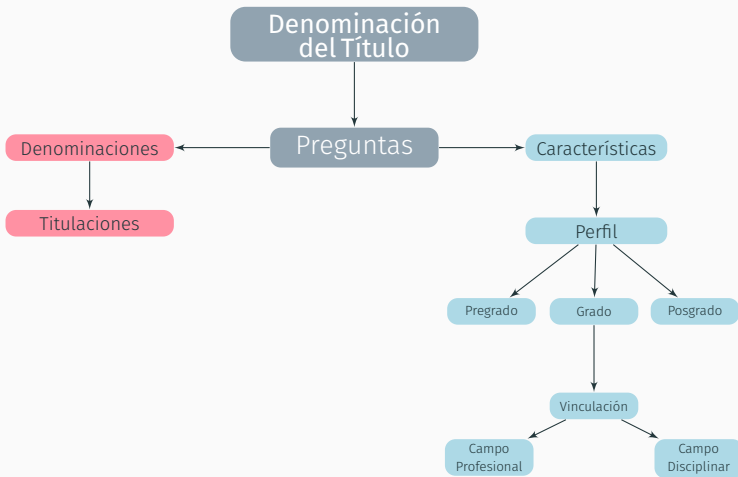 Denominación
del Título
Preguntas
Denominaciones
Características
Titulaciones
Perfil
Pregrado
Grado
Posgrado
Vinculación
Campo
Profesional
Campo
Disciplinar